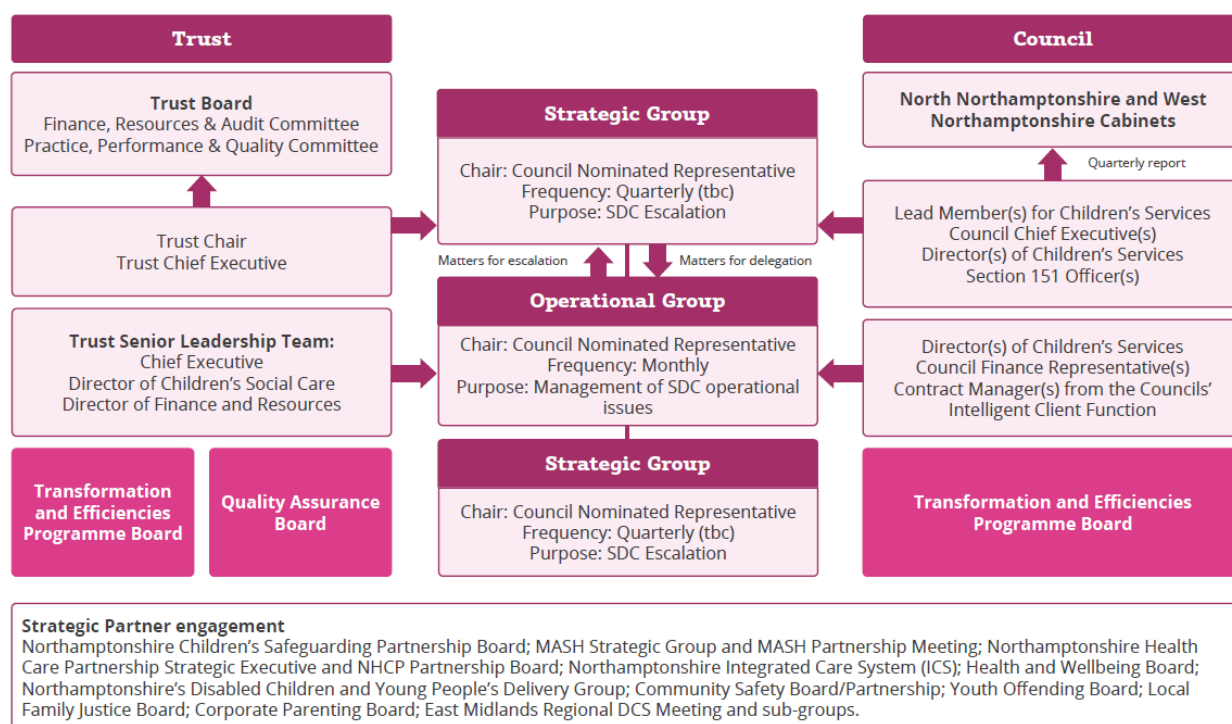 Trust
Trust Board
Finance, Resources & Audit Committee
Practice, Performance & Quality Committee
Trust Chair
Trust Chief Executive
Trust Senior Leadership Team:
Chief Executive
Director of Children’s Social Care
Director of Finance and Resources
Transformation
and Efficiencies
Programme Board
Quality Assurance
Board
Strategic Group
Chair: Council Nominated Representative
Frequency: Quarterly (tbc)
Purpose: SDC Escalation
Matters for escalation
Matters for delegation
Operational Group
Chair: Council Nominated Representative
Frequency: Monthly
Purpose: Management of SDC operational
issues
Strategic Group
Chair: Council Nominated Representative
Frequency: Quarterly (tbc)
Purpose: SDC Escalation
Council
North Northamptonshire and West
Northamptonshire Cabinets
Quarterly report
Lead Member(s) for Children’s Services
Council Chief Executive(s)
Director(s) of Children’s Services
Section 151 Officer(s)
Director(s) of Children’s Services
Council Finance Representative(s)
Contract Manager(s) from the Councils’
Intelligent Client Function
Transformation and Efficiencies
Programme Board
Strategic Partner engagement
Northamptonshire Children’s Safeguarding Partnership Board; MASH Strategic Group and MASH Partnership Meeting; Northamptonshire Health
Care Partnership Strategic Executive and NHCP Partnership Board; Northamptonshire Integrated Care System (ICS); Health and Wellbeing Board;
Northamptonshire’s Disabled Children and Young People’s Delivery Group; Community Safety Board/Partnership; Youth Offending Board; Local
Family Justice Board; Corporate Parenting Board; East Midlands Regional DCS Meeting and sub-groups.